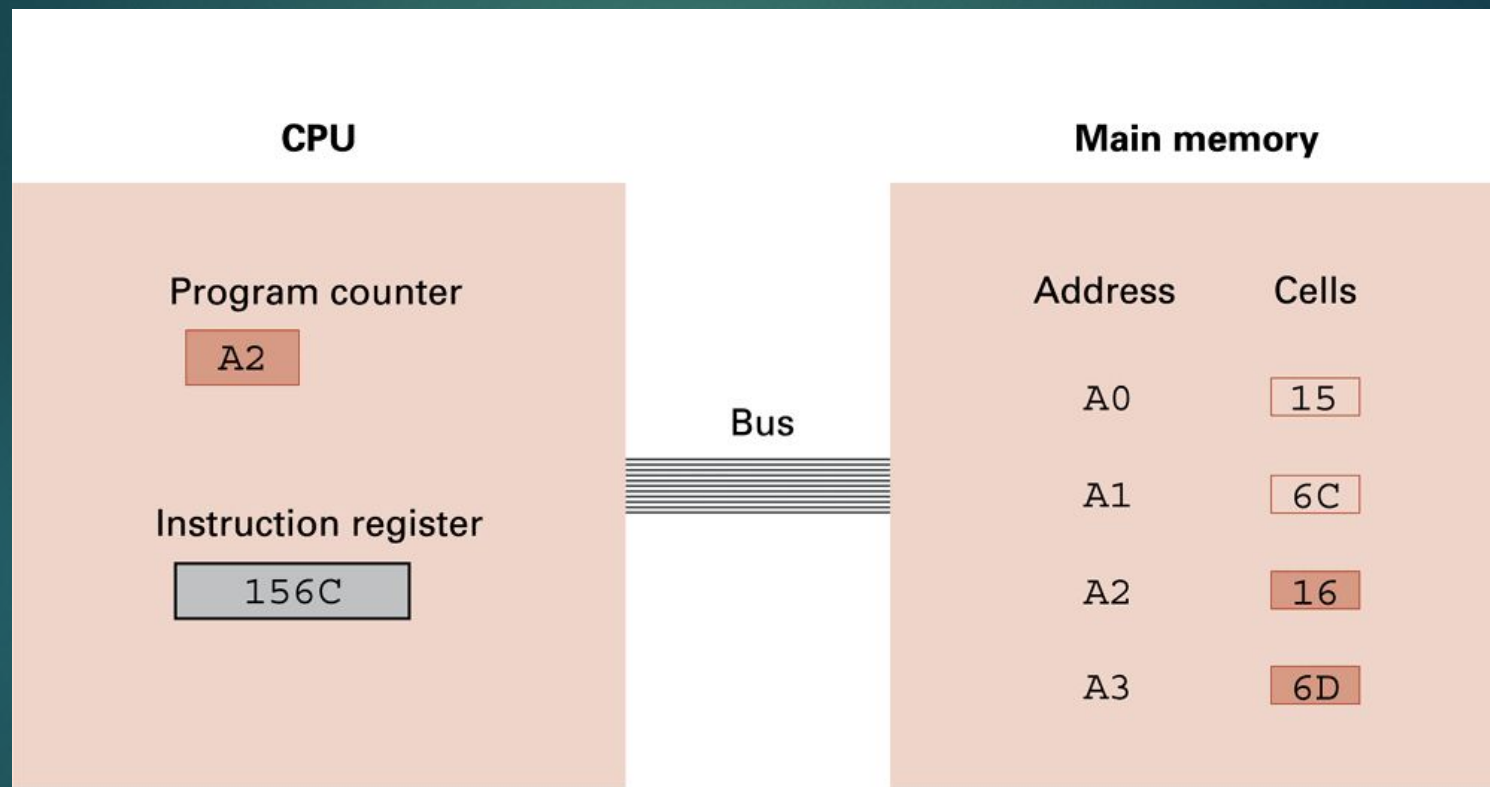 CPU
Main memory
Program counter
A2
Instruction register
156C
Bus
Address Cells
A0 15
A1 6C
A2 16
A3 6D